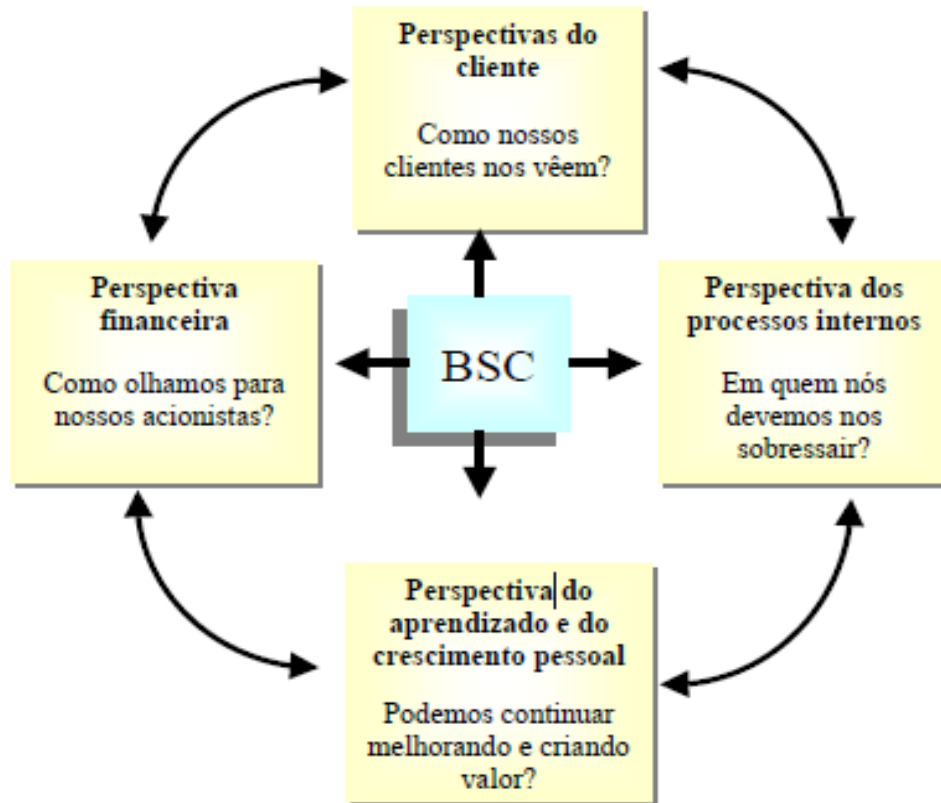 Perspectivas do
cliente
Como nossos
clientes nos vêem?
Perspectiva
financeira
Como olhamos para
nossos acionistas?
BSC
Perspectiva dos
processos internos
Em quem nós
devemos nos
sobressair?
Perspectiva do
aprendizado e do
crescimento pessoal
Podemos continuar
melhorando e criando
valor?